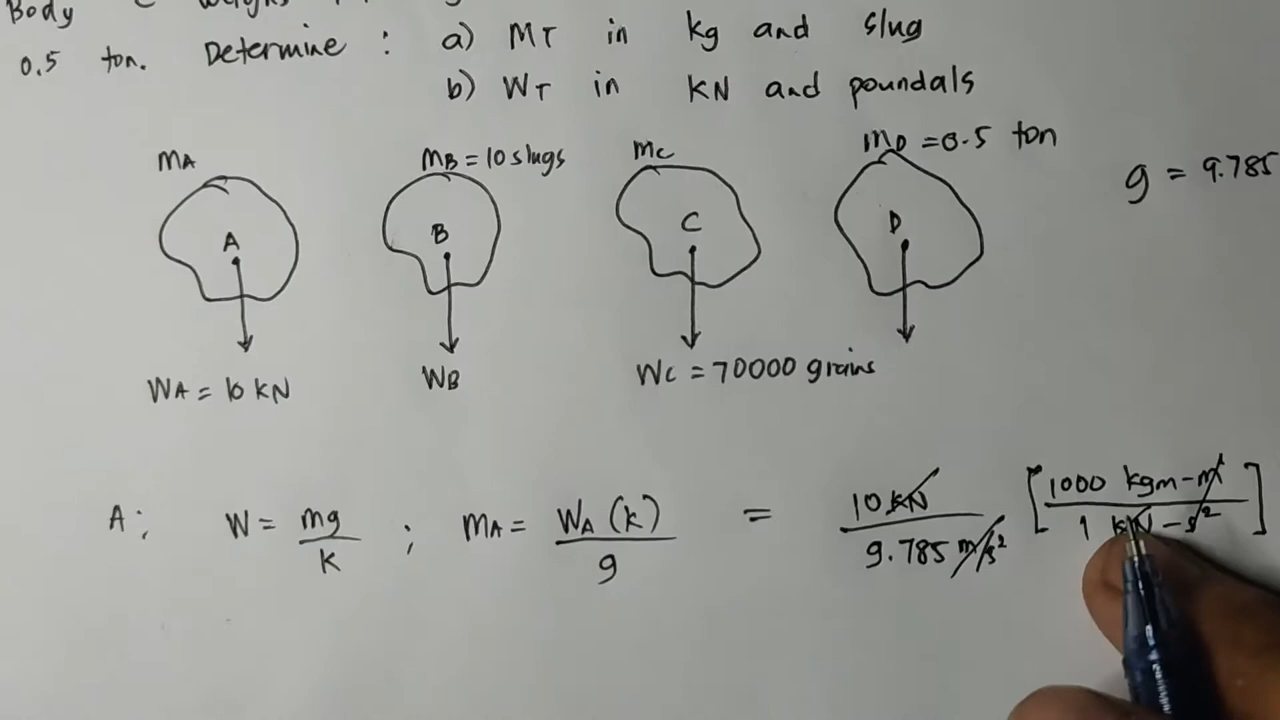 Body
0.5 ton. Determine : a) MT in kg and slug
b) WT in KN and poundals
mA MB = 10 slugs mc mD = 0.5 ton
g = 9.785
A B C D
WA = 10 KN WB Wc = 70000 grains
A; W = mg/k ; mA = WA (k)/g = 10 KN/9.785 m/s² [1000 kgm-m/1 KN-s²]